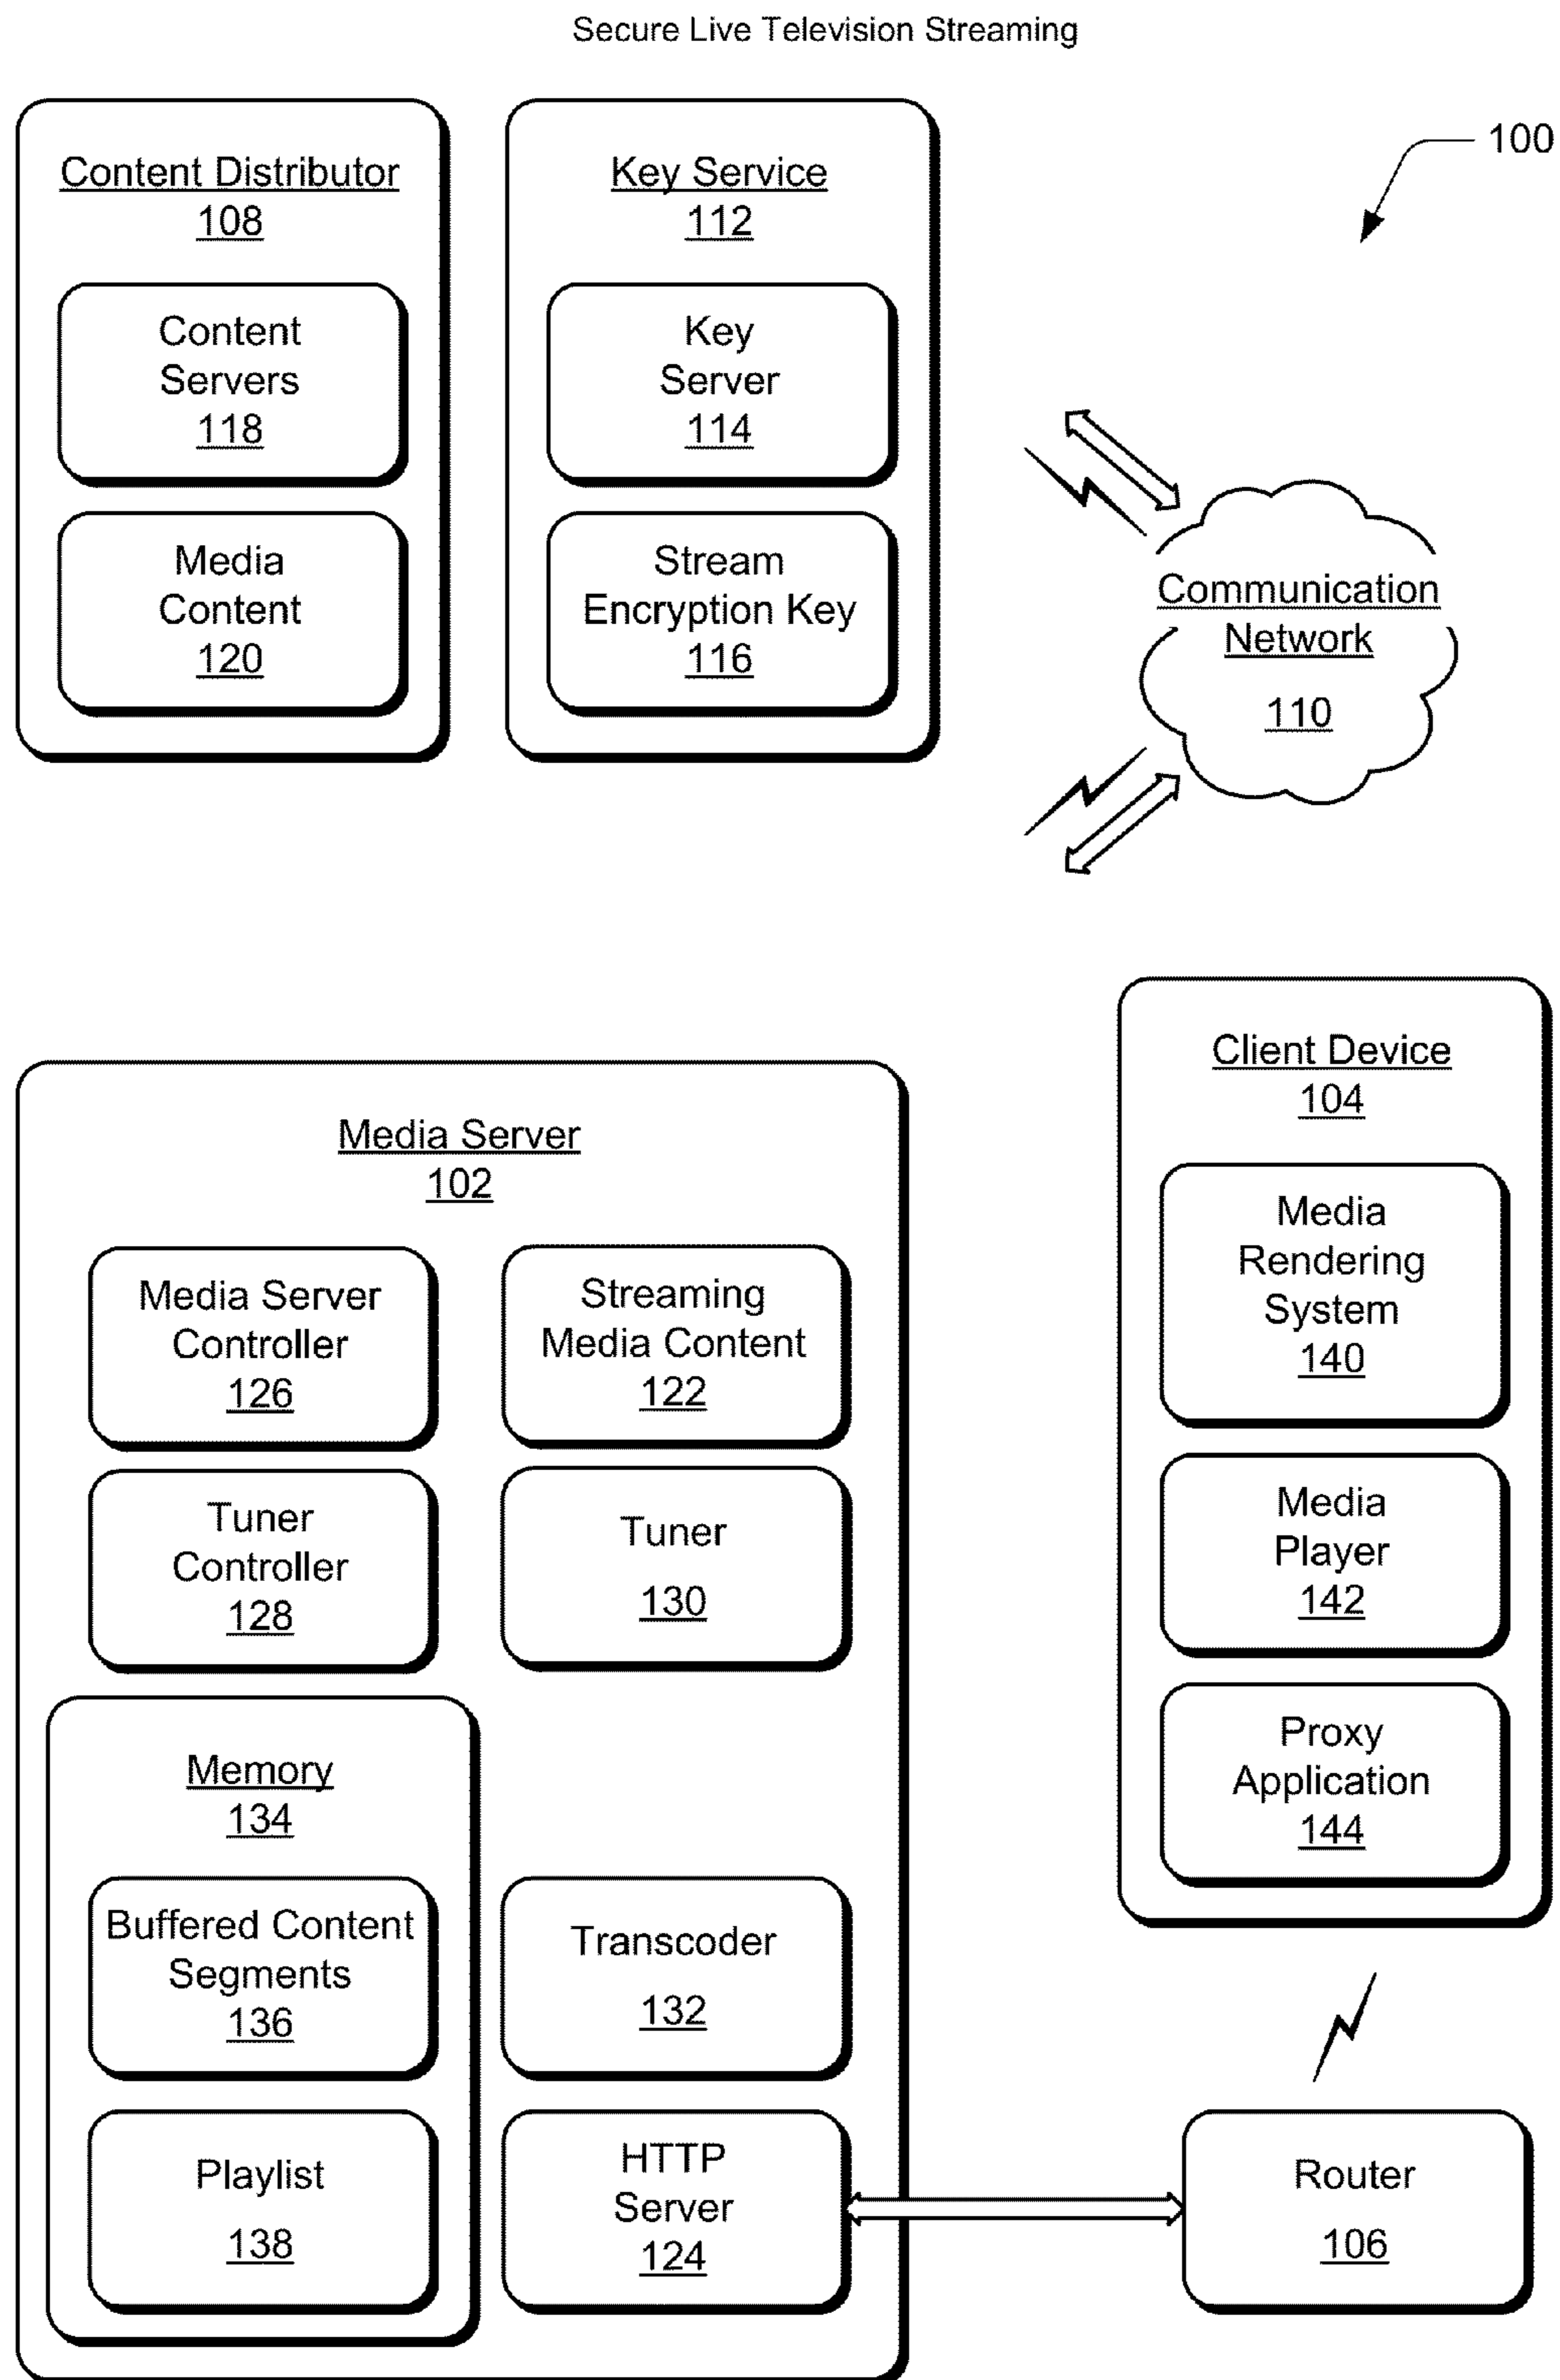 Secure Live Television Streaming
100
Content Distributor
108
Content
Servers
118
Media
Content
120
Key Service
112
Key
Server
114
Stream
Encryption Key
116
Communication
Network
110
Media Server
102
Media Server
Controller
126
Streaming
Media Content
122
Tuner
Controller
128
Tuner
130
Memory
134
Buffered Content
Segments
136
Playlist
138
Transcoder
132
HTTP
Server
124
Client Device
104
Media
Rendering
System
140
Media
Player
142
Proxy
Application
144
Router
106